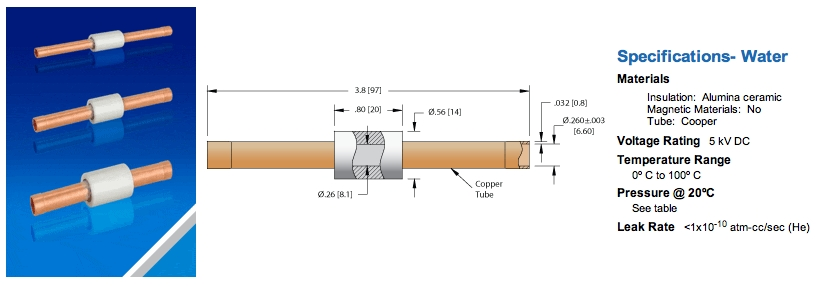 Specifications- Water
Materials
Insulation: Alumina ceramic
Magnetic Materials: No
Tube: Cooper
Voltage Rating 5 kV DC
Temperature Range
0º C to 100º C
Pressure @ 20ºC
See table
Leak Rate <1x10-10 atm-cc/sec (He)
3.8 [97]
.80 [20]
Ø.56 [14]
.032 [0.8]
Ø.260±.003
[6.60]
Ø.26 [8.1]
Copper
Tube